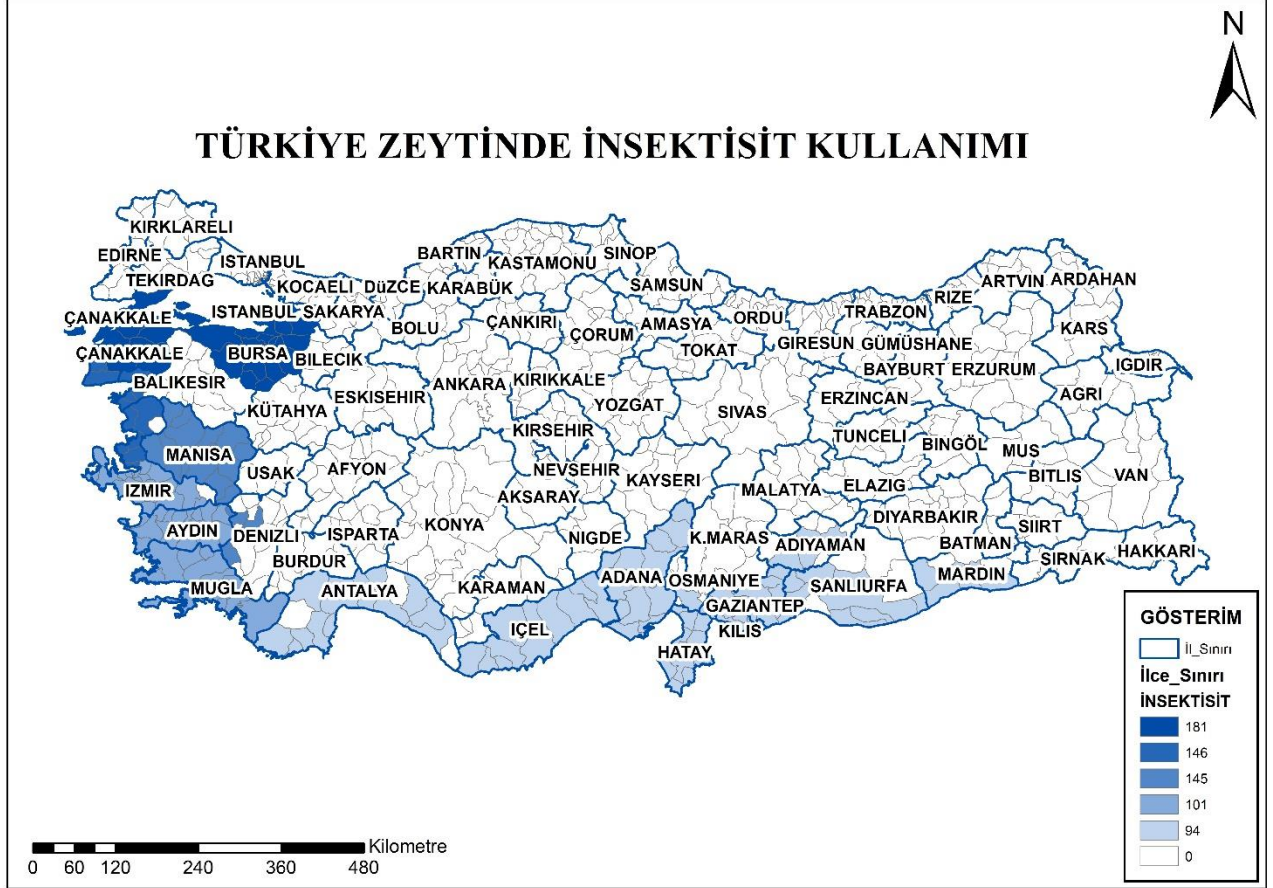 N
TÜRKİYE ZEYTİNDE İNSEKTİSİT KULLANIMI
KIRKLARELI
EDIRNE
TEKIRDAG
ISTANBUL
KOCAELI
DüZCE
BARTIN
KASTAMONU
SINOP
KARABÜK
SAMSUN
ARTVIN
ARDAHAN
RIZE
ÇANAKKALE
ISTANBUL
SAKARYA
BOLU
ÇANKIRI
ÇORUM
AMASYA
ORDU
TRABZON
KARS
ÇANAKKALE
BURSA
BILECIK
TOKAT
GIRESUN
GÜMÜSHANE
BAYBURT
ERZURUM
IGDIR
BALIKESIR
KÜTAHYA
ESKISEHIR
ANKARA
KIRIKKALE
YOZGAT
SIVAS
ERZINCAN
AGRI
KIRSEHIR
TUNCELI
BINGÖL
MUS
MANISA
USAK
AFYON
NEVSEHIR
KAYSERI
MALATYA
ELAZIG
BITLIS
VAN
IZMIR
AKSARAY
DIYARBAKIR
SIIRT
AYDIN
DENIZLI
ISPARTA
KONYA
NIGDE
K.MARAS
ADIYAMAN
BATMAN
SIRNAK
HAKKARI
BURDUR
MUGLA
ANTALYA
KARAMAN
ADANA
OSMANIYE
SANLIURFA
MARDIN
GAZIANTEP
IÇEL
KILIS
HATAY
GÖSTERİM
İl_Sınırı
İlce_Sınırı
İNSEKTİSİT
181
146
145
101
94
0
Kilometre
0 60 120 240 360 480